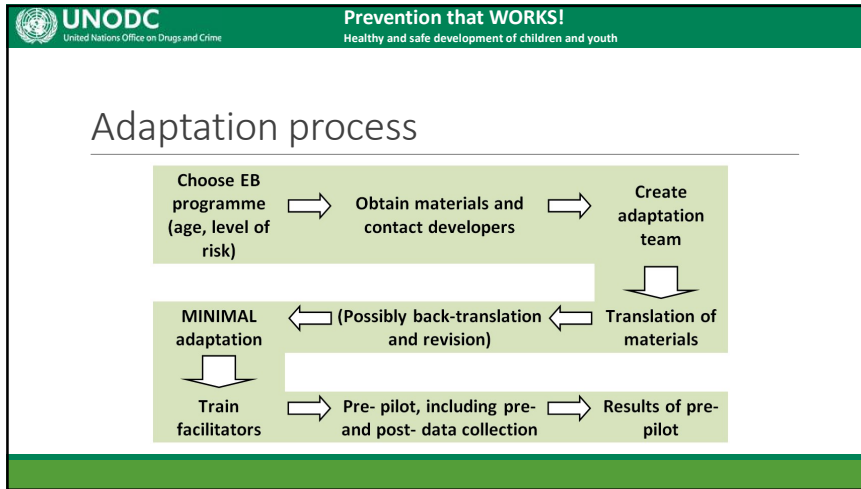 UNODC
United Nations Office on Drugs and Crime
Prevention that WORKS!
Healthy and safe development of children and youth
Adaptation process
Choose EB
programme
(age, level of
risk)
Obtain materials and
contact developers
Create
adaptation
team
Translation of
materials
(Possibly back-translation
and revision)
MINIMAL
adaptation
Train
facilitators
Pre- pilot, including pre-
and post- data collection
Results of pre-
pilot